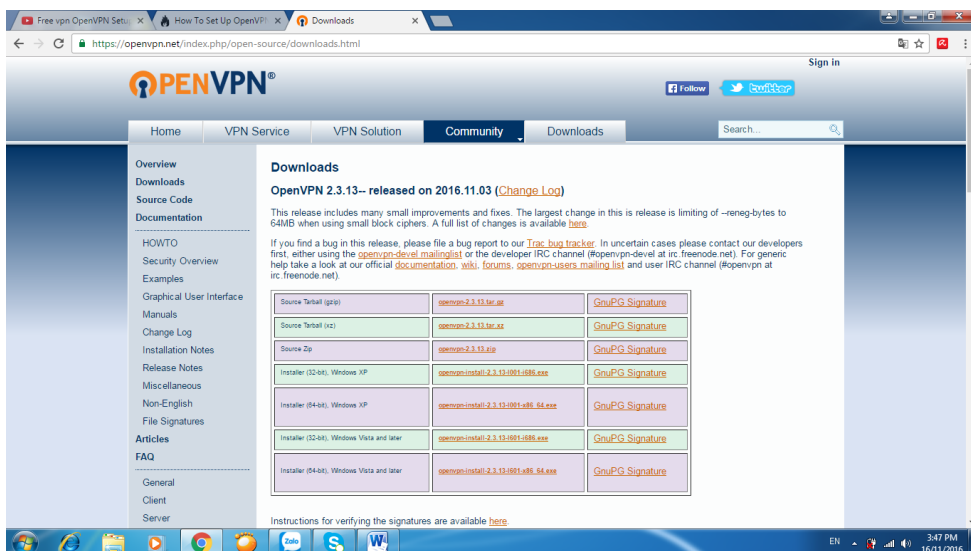 Free vpn OpenVPN Setu
How To Set Up OpenVP
Downloads
https://openvpn.net/index.php/open-source/downloads.html
Sign in
OPENVPN®
Follow
twitter
Home
VPN Service
VPN Solution
Community
Downloads
Search...
Overview
Downloads
Source Code
Documentation
HOWTO
Security Overview
Examples
Graphical User Interface
Manuals
Change Log
Installation Notes
Release Notes
Miscellaneous
Non-English
File Signatures
Articles
FAQ
General
Client
Server
Downloads
OpenVPN 2.3.13-- released on 2016.11.03 (Change Log)
This release includes many small improvements and fixes. The largest change in this is release is limiting of –reneg-bytes to
64MB when using small block ciphers. A full list of changes is available here.
If you find a bug in this release, please file a bug report to our Trac bug tracker. In uncertain cases please contact our developers
first, either using the openvpn-devel mailinglist or the developer IRC channel (#openvpn-devel at irc.freenode.net). For generic
help take a look at our official documentation, wiki, forums, openvpn-users mailing list and user IRC channel (#openvpn at
irc.freenode.net).
Source Tarball (gzip) openvpn-2.3.13.tar.gz GnuPG Signature
Source Tarball (xz) openvpn-2.3.13.tar.xz GnuPG Signature
Source Zip openvpn-2.3.13.zip GnuPG Signature
Installer (32-bit), Windows XP openvpn-install-2.3.13-I001-i686.exe GnuPG Signature
Installer (64-bit), Windows XP openvpn-install-2.3.13-I001-x86_64.exe GnuPG Signature
Installer (32-bit), Windows Vista and later openvpn-install-2.3.13-I601-i686.exe GnuPG Signature
Installer (64-bit), Windows Vista and later openvpn-install-2.3.13-I601-x86_64.exe GnuPG Signature
Instructions for verifying the signatures are available here.
Zalo
EN
3:47 PM
16/11/2016